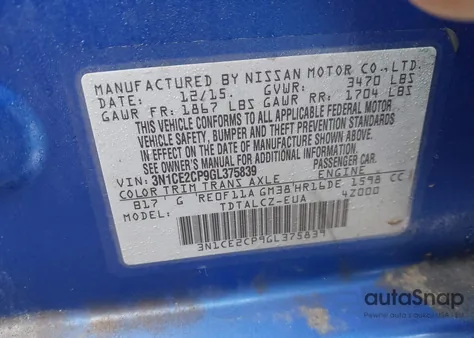 MANUFACTURED BY NISSAN MOTOR CO., LTD.
DATE: 12/15. GVWR: 3470 LBS
GAWR FR: 1867 LBS GAWR RR: 1704 LBS
THIS VEHICLE CONFORMS TO ALL APPLICABLE FEDERAL MOTOR
VEHICLE SAFETY, BUMPER AND THEFT PREVENTION STANDARDS
IN EFFECT ON THE DATE OF MANUFACTURE SHOWN ABOVE.
SEE OWNER'S MANUAL FOR ADDITIONAL INFORMATION
VIN: 3N1CE2CP9GL375839 PASSENGER CAR.
COLOR TRIM TRANS AXLE ENGINE
B17 G RE0F11A GM38 HR16DE 1598 CC
MODEL: TDTALCZ-EUA 4Z000
3N1CE2CP9GL375839
autoSnap